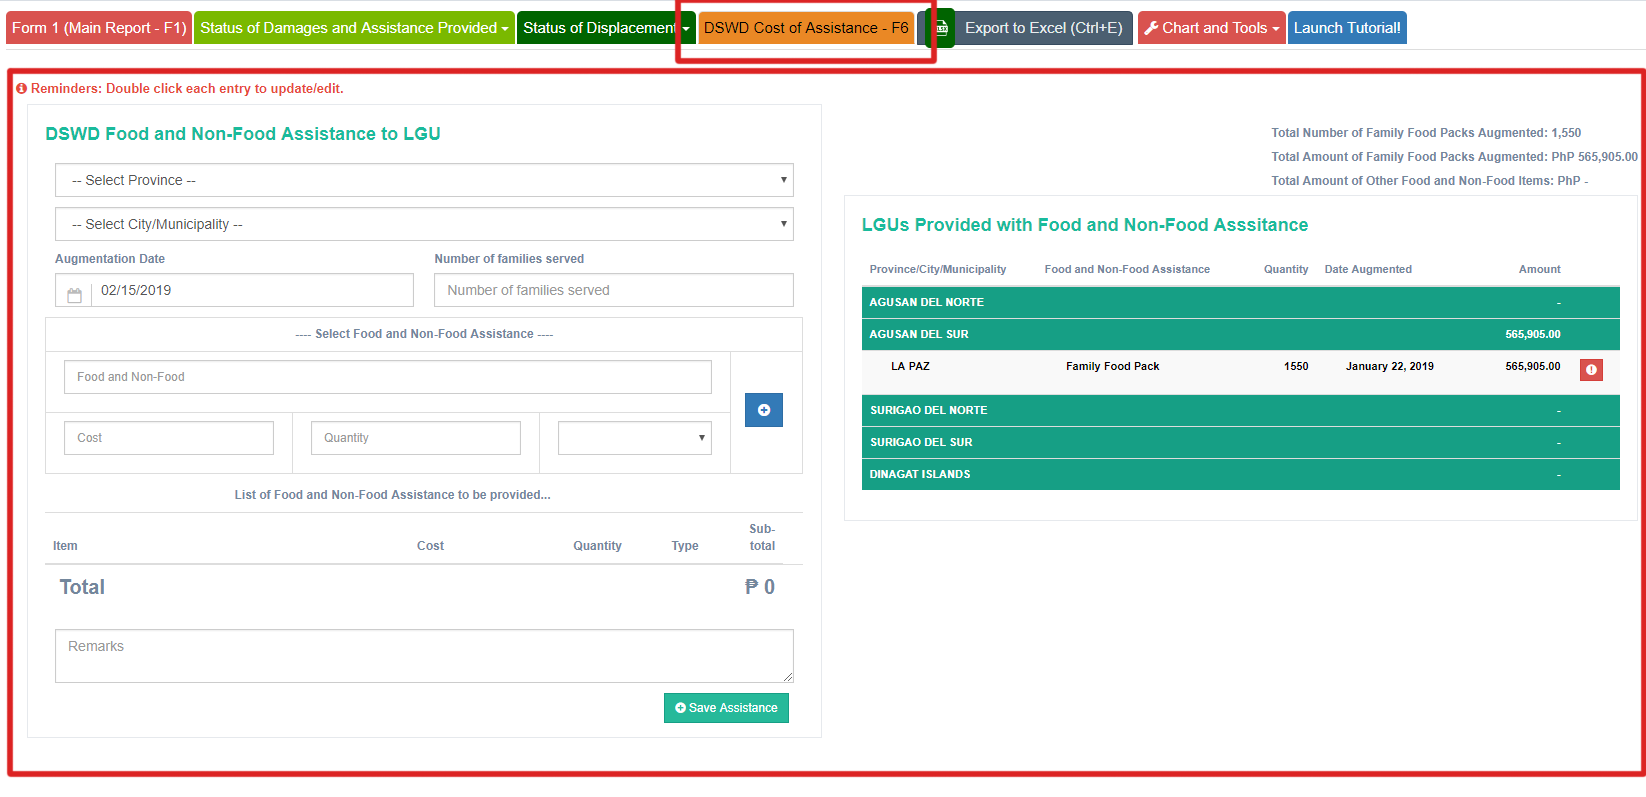 Form 1 (Main Report - F1) Status of Damages and Assistance Provided Status of Displacement DSWD Cost of Assistance - F6 Export to Excel (Ctrl+E) Chart and Tools Launch Tutorial!
Reminders: Double click each entry to update/edit.
DSWD Food and Non-Food Assistance to LGU
-- Select Province --
-- Select City/Municipality --
Augmentation Date Number of families served
02/15/2019 Number of families served
---- Select Food and Non-Food Assistance ----
Food and Non-Food
Cost Quantity
List of Food and Non-Food Assistance to be provided...
Item Cost Quantity Type Sub-
total
Total ₱ 0
Remarks
Save Assistance
Total Number of Family Food Packs Augmented: 1,550
Total Amount of Family Food Packs Augmented: PhP 565,905.00
Total Amount of Other Food and Non-Food Items: PhP -
LGUs Provided with Food and Non-Food Asssitance
Province/City/Municipality Food and Non-Food Assistance Quantity Date Augmented Amount
AGUSAN DEL NORTE -
AGUSAN DEL SUR 565,905.00
LA PAZ Family Food Pack 1550 January 22, 2019 565,905.00
SURIGAO DEL NORTE -
SURIGAO DEL SUR -
DINAGAT ISLANDS -